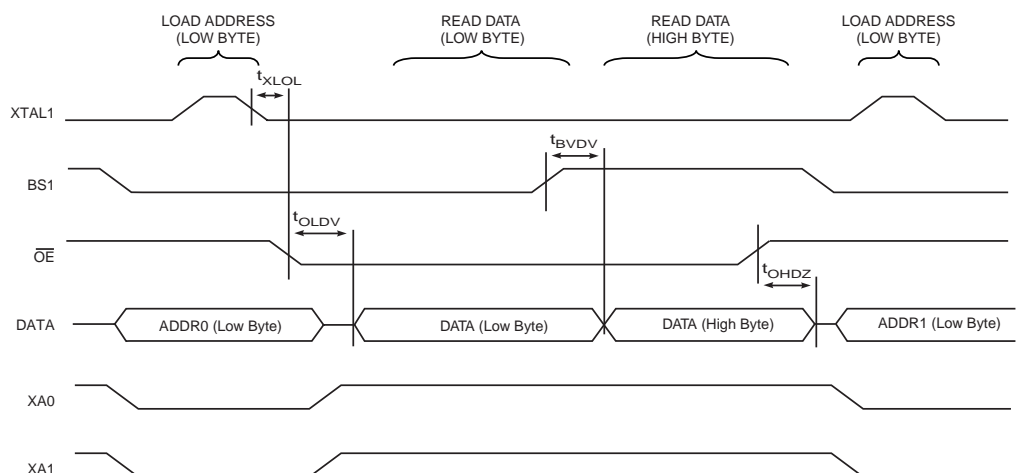 LOAD ADDRESS
(LOW BYTE)
READ DATA
(LOW BYTE)
READ DATA
(HIGH BYTE)
LOAD ADDRESS
(LOW BYTE)
tXLOL
XTAL1
tBVDV
BS1
tOLDV
OE
tOHDZ
DATA
ADDR0 (Low Byte)
DATA (Low Byte)
DATA (High Byte)
ADDR1 (Low Byte)
XA0
XA1